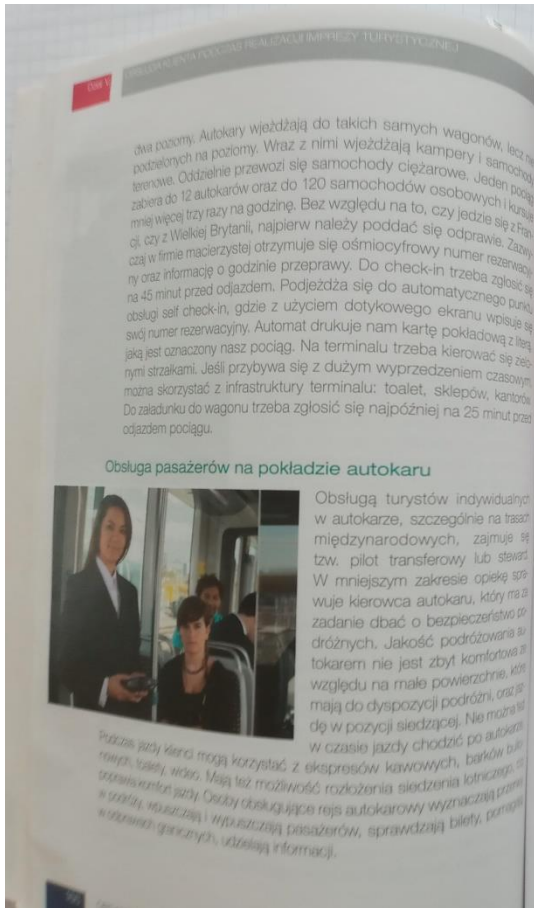 OBSŁUGA KLIENTA PODCZAS REALIZACJI IMPREZY TURYSTYCZNEJ
dwa poziomy. Autokary wjeżdżają do takich samych wagonów, lecz
podzielonych na poziomy. Wraz z nimi wjeżdżają kampery i samochody
terenowe. Oddzielnie przewozi się samochody ciężarowe. Jeden pociąg
zabiera do 12 autokarów oraz do 120 samochodów osobowych i kursuje
mniej więcej trzy razy na godzinę. Bez względu na to, czy jedzie się z Fran-
cji, czy z Wielkiej Brytanii, najpierw należy poddać się odprawie. Zazwy-
czaj w firmie macierzystej otrzymuje się ośmiocyfrowy numer rezerwacyj-
ny oraz informację o godzinie przeprawy. Do check-in trzeba zgłosić się
na 45 minut przed odjazdem. Podjeżdża się do automatycznego punktu
obsługi self check-in, gdzie z użyciem dotykowego ekranu wpisuje się
swój numer rezerwacyjny. Automat drukuje nam kartę pokładową z literą,
jaką jest oznaczony nasz pociąg. Na terminalu trzeba kierować się zielo-
nymi strzałkami. Jeśli przybywa się z dużym wyprzedzeniem czasowym,
można skorzystać z infrastruktury terminalu: toalet, sklepów, kantorów.
Do załadunku do wagonu trzeba zgłosić się najpóźniej na 25 minut przed
odjazdem pociągu.
Obsługa pasażerów na pokładzie autokaru
Obsługą turystów indywidualnych
w autokarze, szczególnie na trasach
międzynarodowych, zajmuje się
tzw. pilot transferowy lub steward.
W mniejszym zakresie opiekę spra-
wuje kierowca autokaru, który ma za
zadanie dbać o bezpieczeństwo po-
dróżnych. Jakość podróżowania au-
tokarem nie jest zbyt komfortowa ze
względu na małe powierzchnie, które
mają do dyspozycji podróżni, oraz jaz-
dę w pozycji siedzącej. Nie można też
w czasie jazdy chodzić po autokarze.
Podczas jazdy klienci mogą korzystać z ekspresów kawowych, barków
toalety, wideo. Mają też możliwość rozłożenia siedzenia lotniczego, co
poprawia komfort jazdy. Osoby obsługujące rejs autokarowy wyznaczają przerwy
w podróży, wpuszczają i wypuszczają pasażerów, sprawdzają bilety, pomagają
w odprawach granicznych, udzielają informacji.